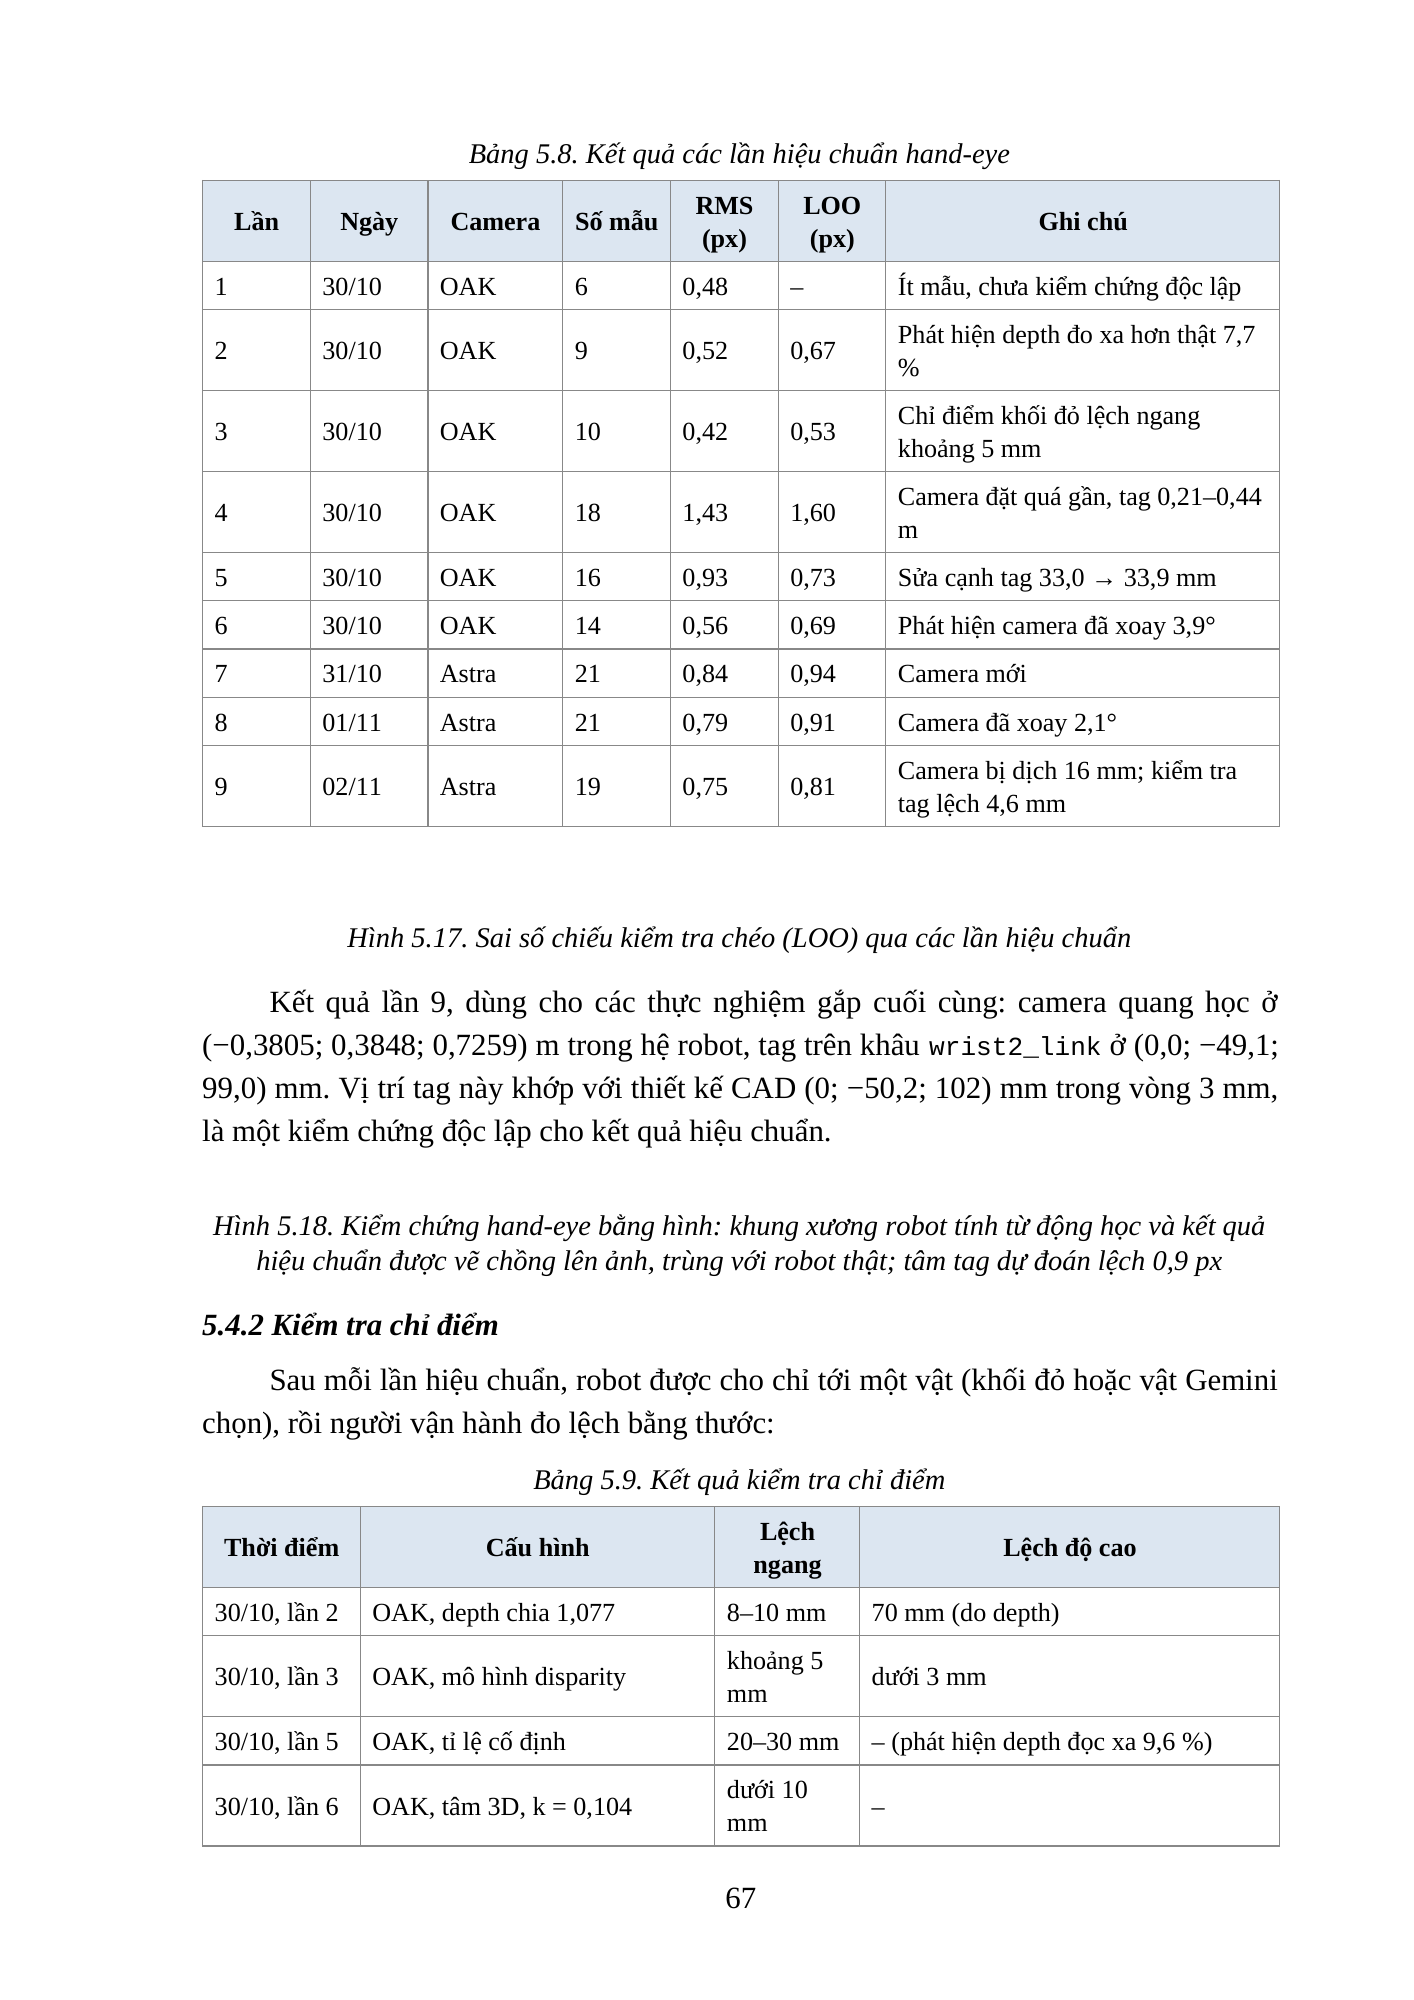 Bảng 5.8. Kết quả các lần hiệu chuẩn hand-eye
Lần Ngày Camera Số mẫu RMS (px) LOO (px) Ghi chú
1 30/10 OAK 6 0,48 – Ít mẫu, chưa kiểm chứng độc lập
2 30/10 OAK 9 0,52 0,67 Phát hiện depth đo xa hơn thật 7,7
%
3 30/10 OAK 10 0,42 0,53 Chỉ điểm khối đỏ lệch ngang
khoảng 5 mm
4 30/10 OAK 18 1,43 1,60 Camera đặt quá gần, tag 0,21–0,44
m
5 30/10 OAK 16 0,93 0,73 Sửa cạnh tag 33,0 → 33,9 mm
6 30/10 OAK 14 0,56 0,69 Phát hiện camera đã xoay 3,9°
7 31/10 Astra 21 0,84 0,94 Camera mới
8 01/11 Astra 21 0,79 0,91 Camera đã xoay 2,1°
9 02/11 Astra 19 0,75 0,81 Camera bị dịch 16 mm; kiểm tra
tag lệch 4,6 mm
Hình 5.17. Sai số chiếu kiểm tra chéo (LOO) qua các lần hiệu chuẩn
Kết quả lần 9, dùng cho các thực nghiệm gắp cuối cùng: camera quang học ở
(−0,3805; 0,3848; 0,7259) m trong hệ robot, tag trên khâu wrist2_link ở (0,0; −49,1;
99,0) mm. Vị trí tag này khớp với thiết kế CAD (0; −50,2; 102) mm trong vòng 3 mm,
là một kiểm chứng độc lập cho kết quả hiệu chuẩn.
Hình 5.18. Kiểm chứng hand-eye bằng hình: khung xương robot tính từ động học và kết quả
hiệu chuẩn được vẽ chồng lên ảnh, trùng với robot thật; tâm tag dự đoán lệch 0,9 px
5.4.2 Kiểm tra chỉ điểm
Sau mỗi lần hiệu chuẩn, robot được cho chỉ tới một vật (khối đỏ hoặc vật Gemini
chọn), rồi người vận hành đo lệch bằng thước:
Bảng 5.9. Kết quả kiểm tra chỉ điểm
Thời điểm Cấu hình Lệch ngang Lệch độ cao
30/10, lần 2 OAK, depth chia 1,077 8–10 mm 70 mm (do depth)
30/10, lần 3 OAK, mô hình disparity khoảng 5 mm dưới 3 mm
30/10, lần 5 OAK, tỉ lệ cố định 20–30 mm – (phát hiện depth đọc xa 9,6 %)
30/10, lần 6 OAK, tâm 3D, k = 0,104 dưới 10 mm –
67